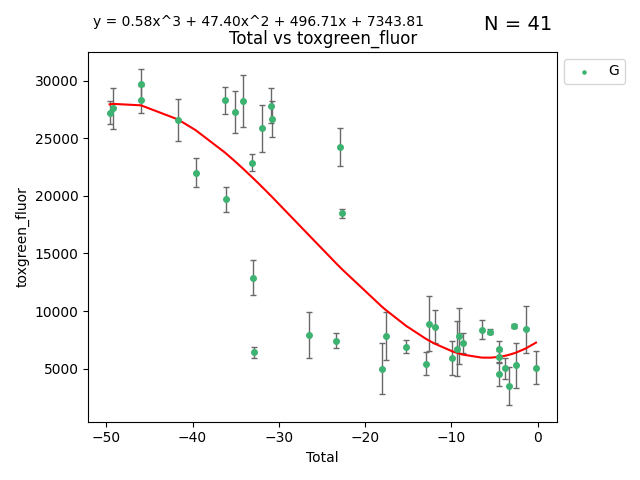 y = 0.58x^3 + 47.40x^2 + 496.71x + 7343.81
N = 41
Total vs toxgreen_fluor
G
30000
25000
20000
15000
10000
5000
toxgreen_fluor
−50
−40
−30
−20
−10
0
Total